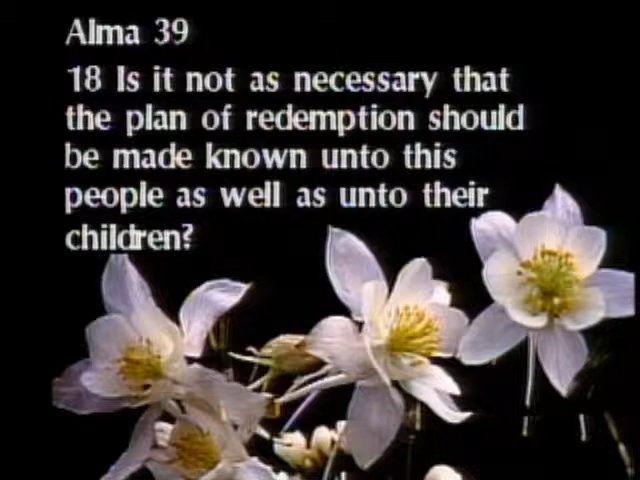 Alma 39
18 Is it not as necessary that
the plan of redemption should
be made known unto this
people as well as unto their
children?